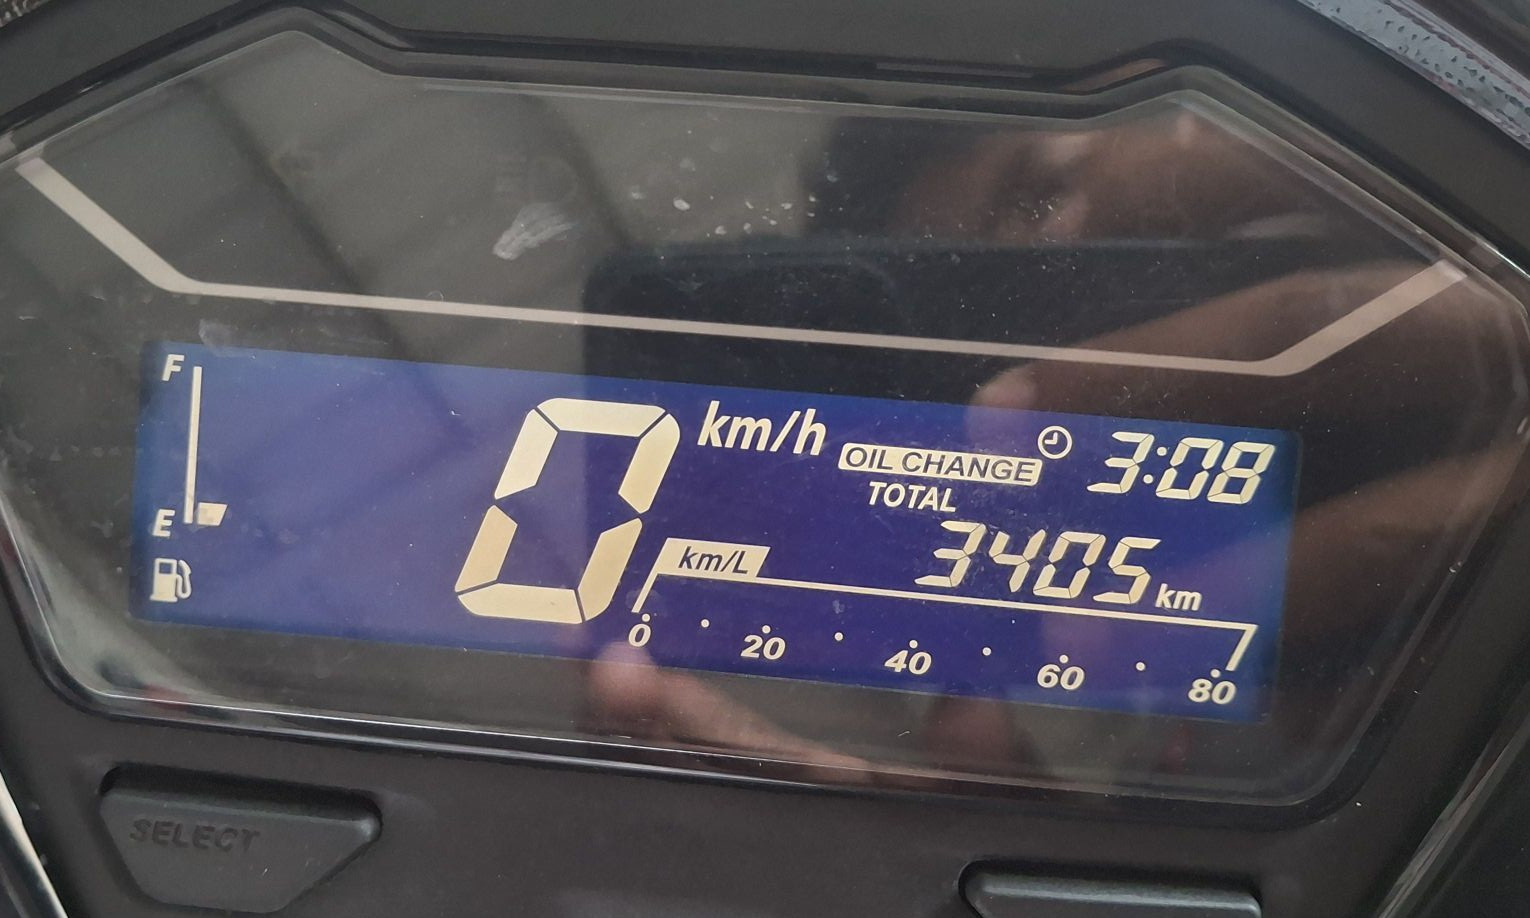 F
E
0 km/h
OIL CHANGE
3:08
TOTAL
3405 km
km/L
0 20 40 60 80
SELECT